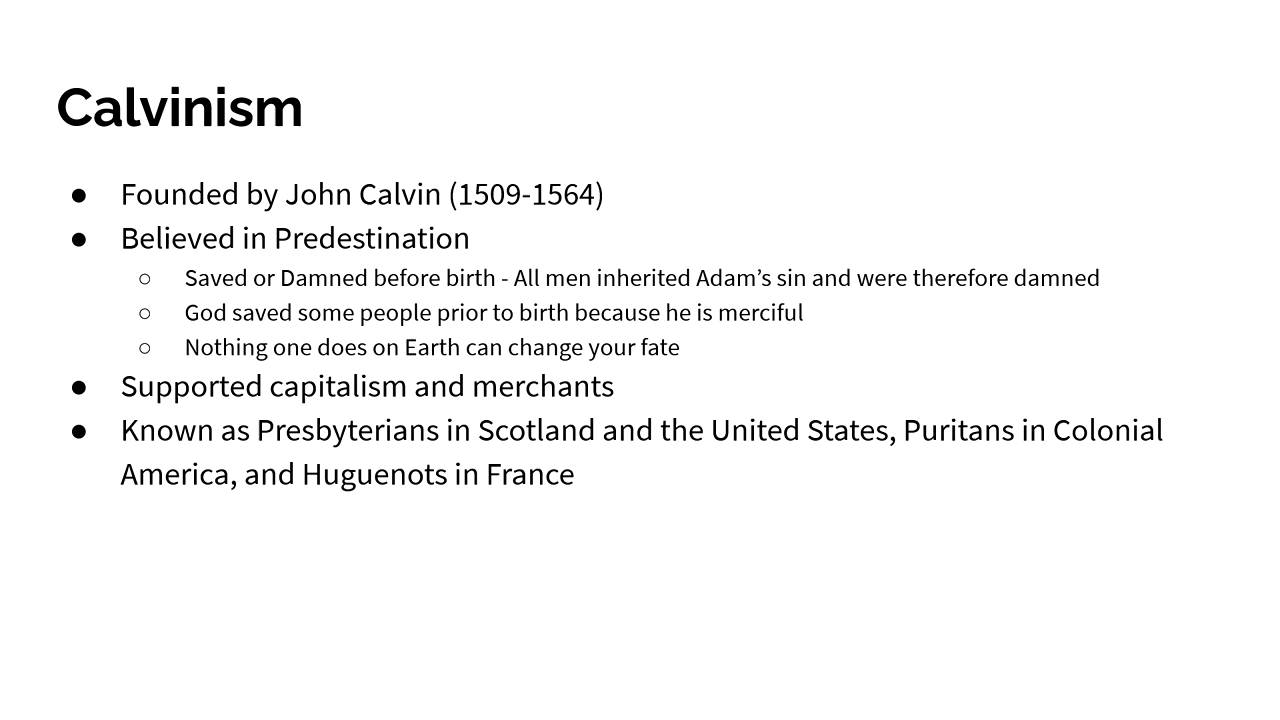 Calvinism
● Founded by John Calvin (1509-1564)
● Believed in Predestination
○ Saved or Damned before birth - All men inherited Adam’s sin and were therefore damned
○ God saved some people prior to birth because he is merciful
○ Nothing one does on Earth can change your fate
● Supported capitalism and merchants
● Known as Presbyterians in Scotland and the United States, Puritans in Colonial
America, and Huguenots in France